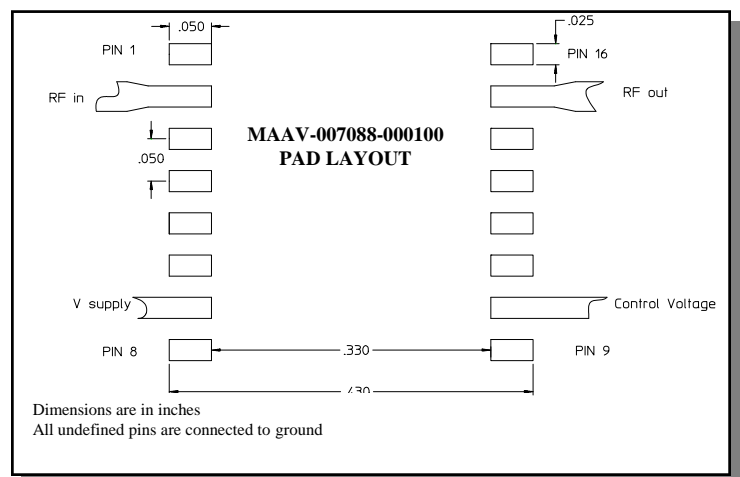 .050
.025
PIN 1
PIN 16
RF in
RF out
MAAV-007088-000100
PAD LAYOUT
.050
V supply
Control Voltage
PIN 8
.330
PIN 9
.430
Dimensions are in inches
All undefined pins are connected to ground